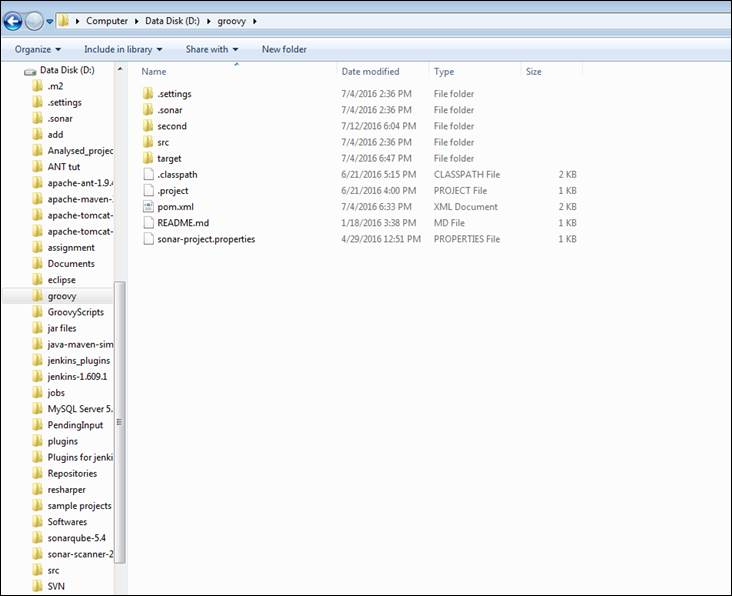 Computer Data Disk (D:) groovy
Organize Include in library Share with New folder
Data Disk (D:)
.m2
.settings
.sonar
add
Analysed_projec
ANT tut
apache-ant-1.9.4
apache-maven-
apache-tomcat-
apache-tomcat-
assignment
Documents
eclipse
groovy
GroovyScripts
jar files
java-maven-sim
jenkins_plugins
jenkins-1.609.1
jobs
MySQL Server 5.
PendingInput
plugins
Plugins for jenki
Repositories
resharper
sample projects
Softwares
sonarqube-5.4
sonar-scanner-2
src
SVN
Name Date modified Type Size
.settings 7/4/2016 2:36 PM File folder
.sonar 7/4/2016 2:36 PM File folder
second 7/12/2016 6:04 PM File folder
src 7/4/2016 2:36 PM File folder
target 7/4/2016 6:47 PM File folder
.classpath 6/21/2016 5:15 PM CLASSPATH File 2 KB
.project 6/21/2016 4:00 PM PROJECT File 1 KB
pom.xml 7/4/2016 6:33 PM XML Document 2 KB
README.md 1/18/2016 3:38 PM MD File 1 KB
sonar-project.properties 4/29/2016 12:51 PM PROPERTIES File 1 KB